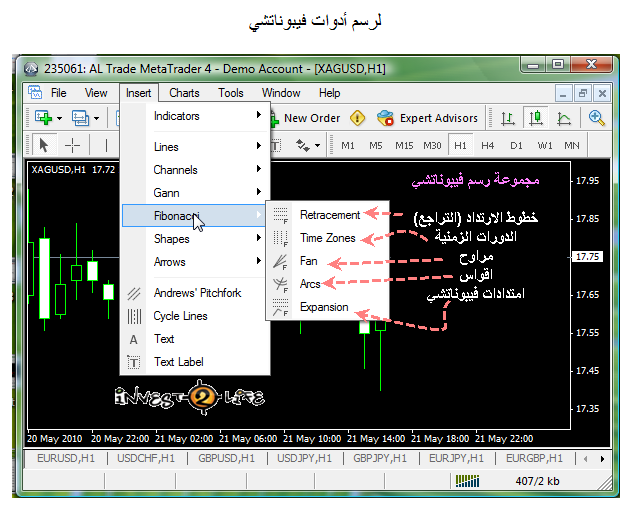 لرسم أدوات فيبوناتشي
235061: AL Trade MetaTrader 4 - Demo Account - [XAGUSD,H1]
File View Insert Charts Tools Window Help
New Order Expert Advisors
M1 M5 M15 M30 H1 H4 D1 W1 MN
XAGUSD,H1 17.72
Indicators
Lines
Channels
Gann
Fibonacci
Shapes
Arrows
Andrews' Pitchfork
Cycle Lines
Text
Text Label
Retracement
Time Zones
Fan
Arcs
Expansion
مجموعة رسم فيبوناتشي
خطوط الارتداد (التراجع)
الدورات الزمنية
مراوح
اقواس
امتدادات فيبوناتشي
17.95
17.85
17.75
17.65
17.55
17.45
17.35
INVEST-2-LIFE
20 May 2010 20 May 22:00 21 May 02:00 21 May 06:00 21 May 10:00 21 May 14:00 21 May 18:00 21 May 22:00
EURUSD,H1 USDCHF,H1 GBPUSD,H1 USDJPY,H1 GBPJPY,H1 EURJPY,H1 EURGBP,H1
407/2 kb